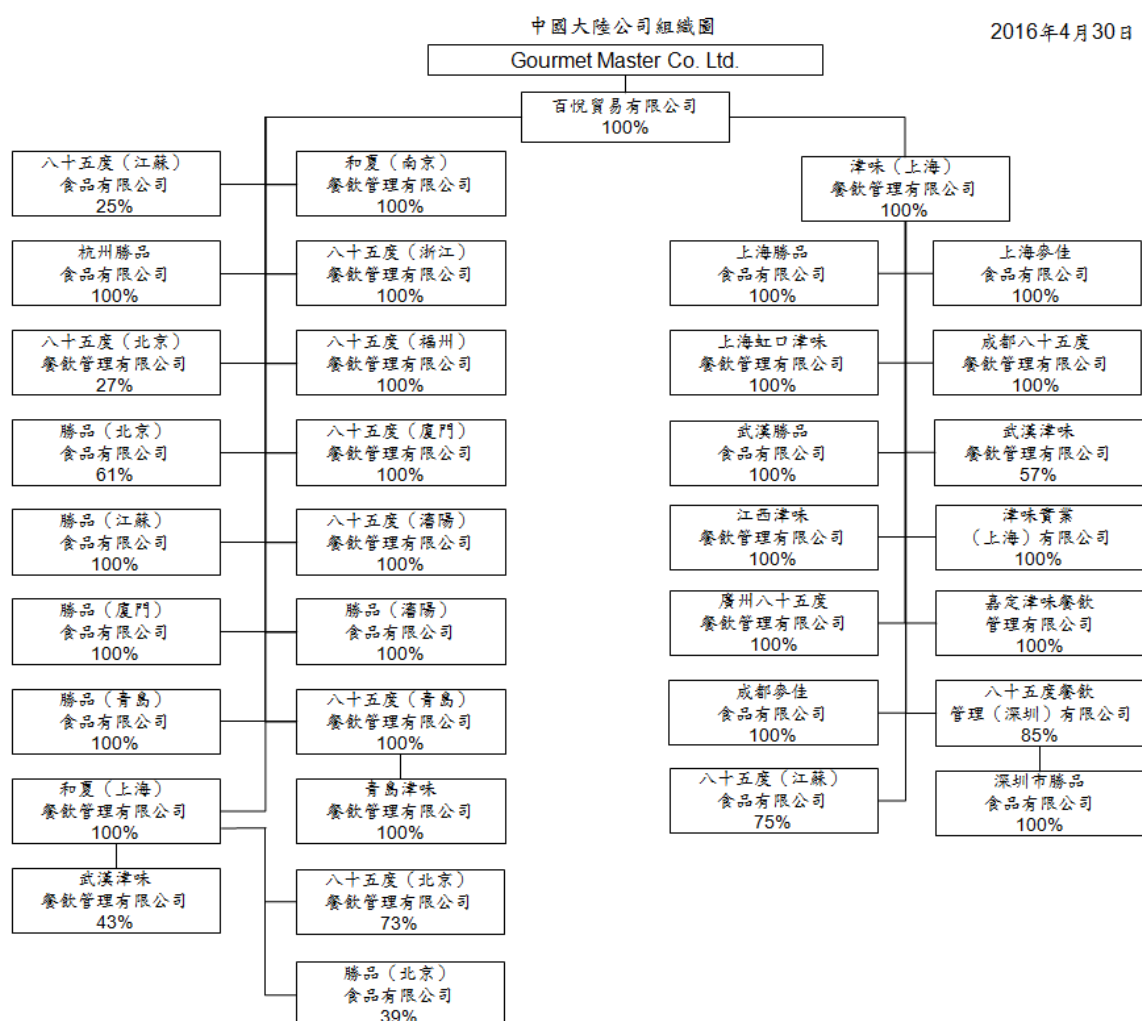 中國大陸公司組織圖
2016年4月30日
Gourmet Master Co. Ltd.
百悅貿易有限公司
100%
八十五度（江蘇）
食品有限公司
25%
和夏（南京）
餐飲管理有限公司
100%
津味（上海）
餐飲管理有限公司
100%
杭州勝品
食品有限公司
100%
八十五度（浙江）
餐飲管理有限公司
100%
上海勝品
食品有限公司
100%
上海麥佳
食品有限公司
100%
八十五度（北京）
餐飲管理有限公司
27%
八十五度（福州）
餐飲管理有限公司
100%
上海虹口津味
餐飲管理有限公司
100%
成都八十五度
餐飲管理有限公司
100%
勝品（北京）
食品有限公司
61%
八十五度（廈門）
餐飲管理有限公司
100%
武漢勝品
食品有限公司
100%
武漢津味
餐飲管理有限公司
57%
勝品（江蘇）
食品有限公司
100%
八十五度（瀋陽）
餐飲管理有限公司
100%
江西津味
餐飲管理有限公司
100%
津味實業
（上海）有限公司
100%
勝品（廈門）
食品有限公司
100%
勝品（瀋陽）
食品有限公司
100%
廣州八十五度
餐飲管理有限公司
100%
嘉定津味餐飲
管理有限公司
100%
勝品（青島）
食品有限公司
100%
八十五度（青島）
餐飲管理有限公司
100%
成都麥佳
食品有限公司
100%
八十五度餐飲
管理（深圳）有限公司
85%
和夏（上海）
餐飲管理有限公司
100%
青島津味
餐飲管理有限公司
100%
八十五度（江蘇）
食品有限公司
75%
深圳市勝品
食品有限公司
100%
武漢津味
餐飲管理有限公司
43%
八十五度（北京）
餐飲管理有限公司
73%
勝品（北京）
食品有限公司
39%